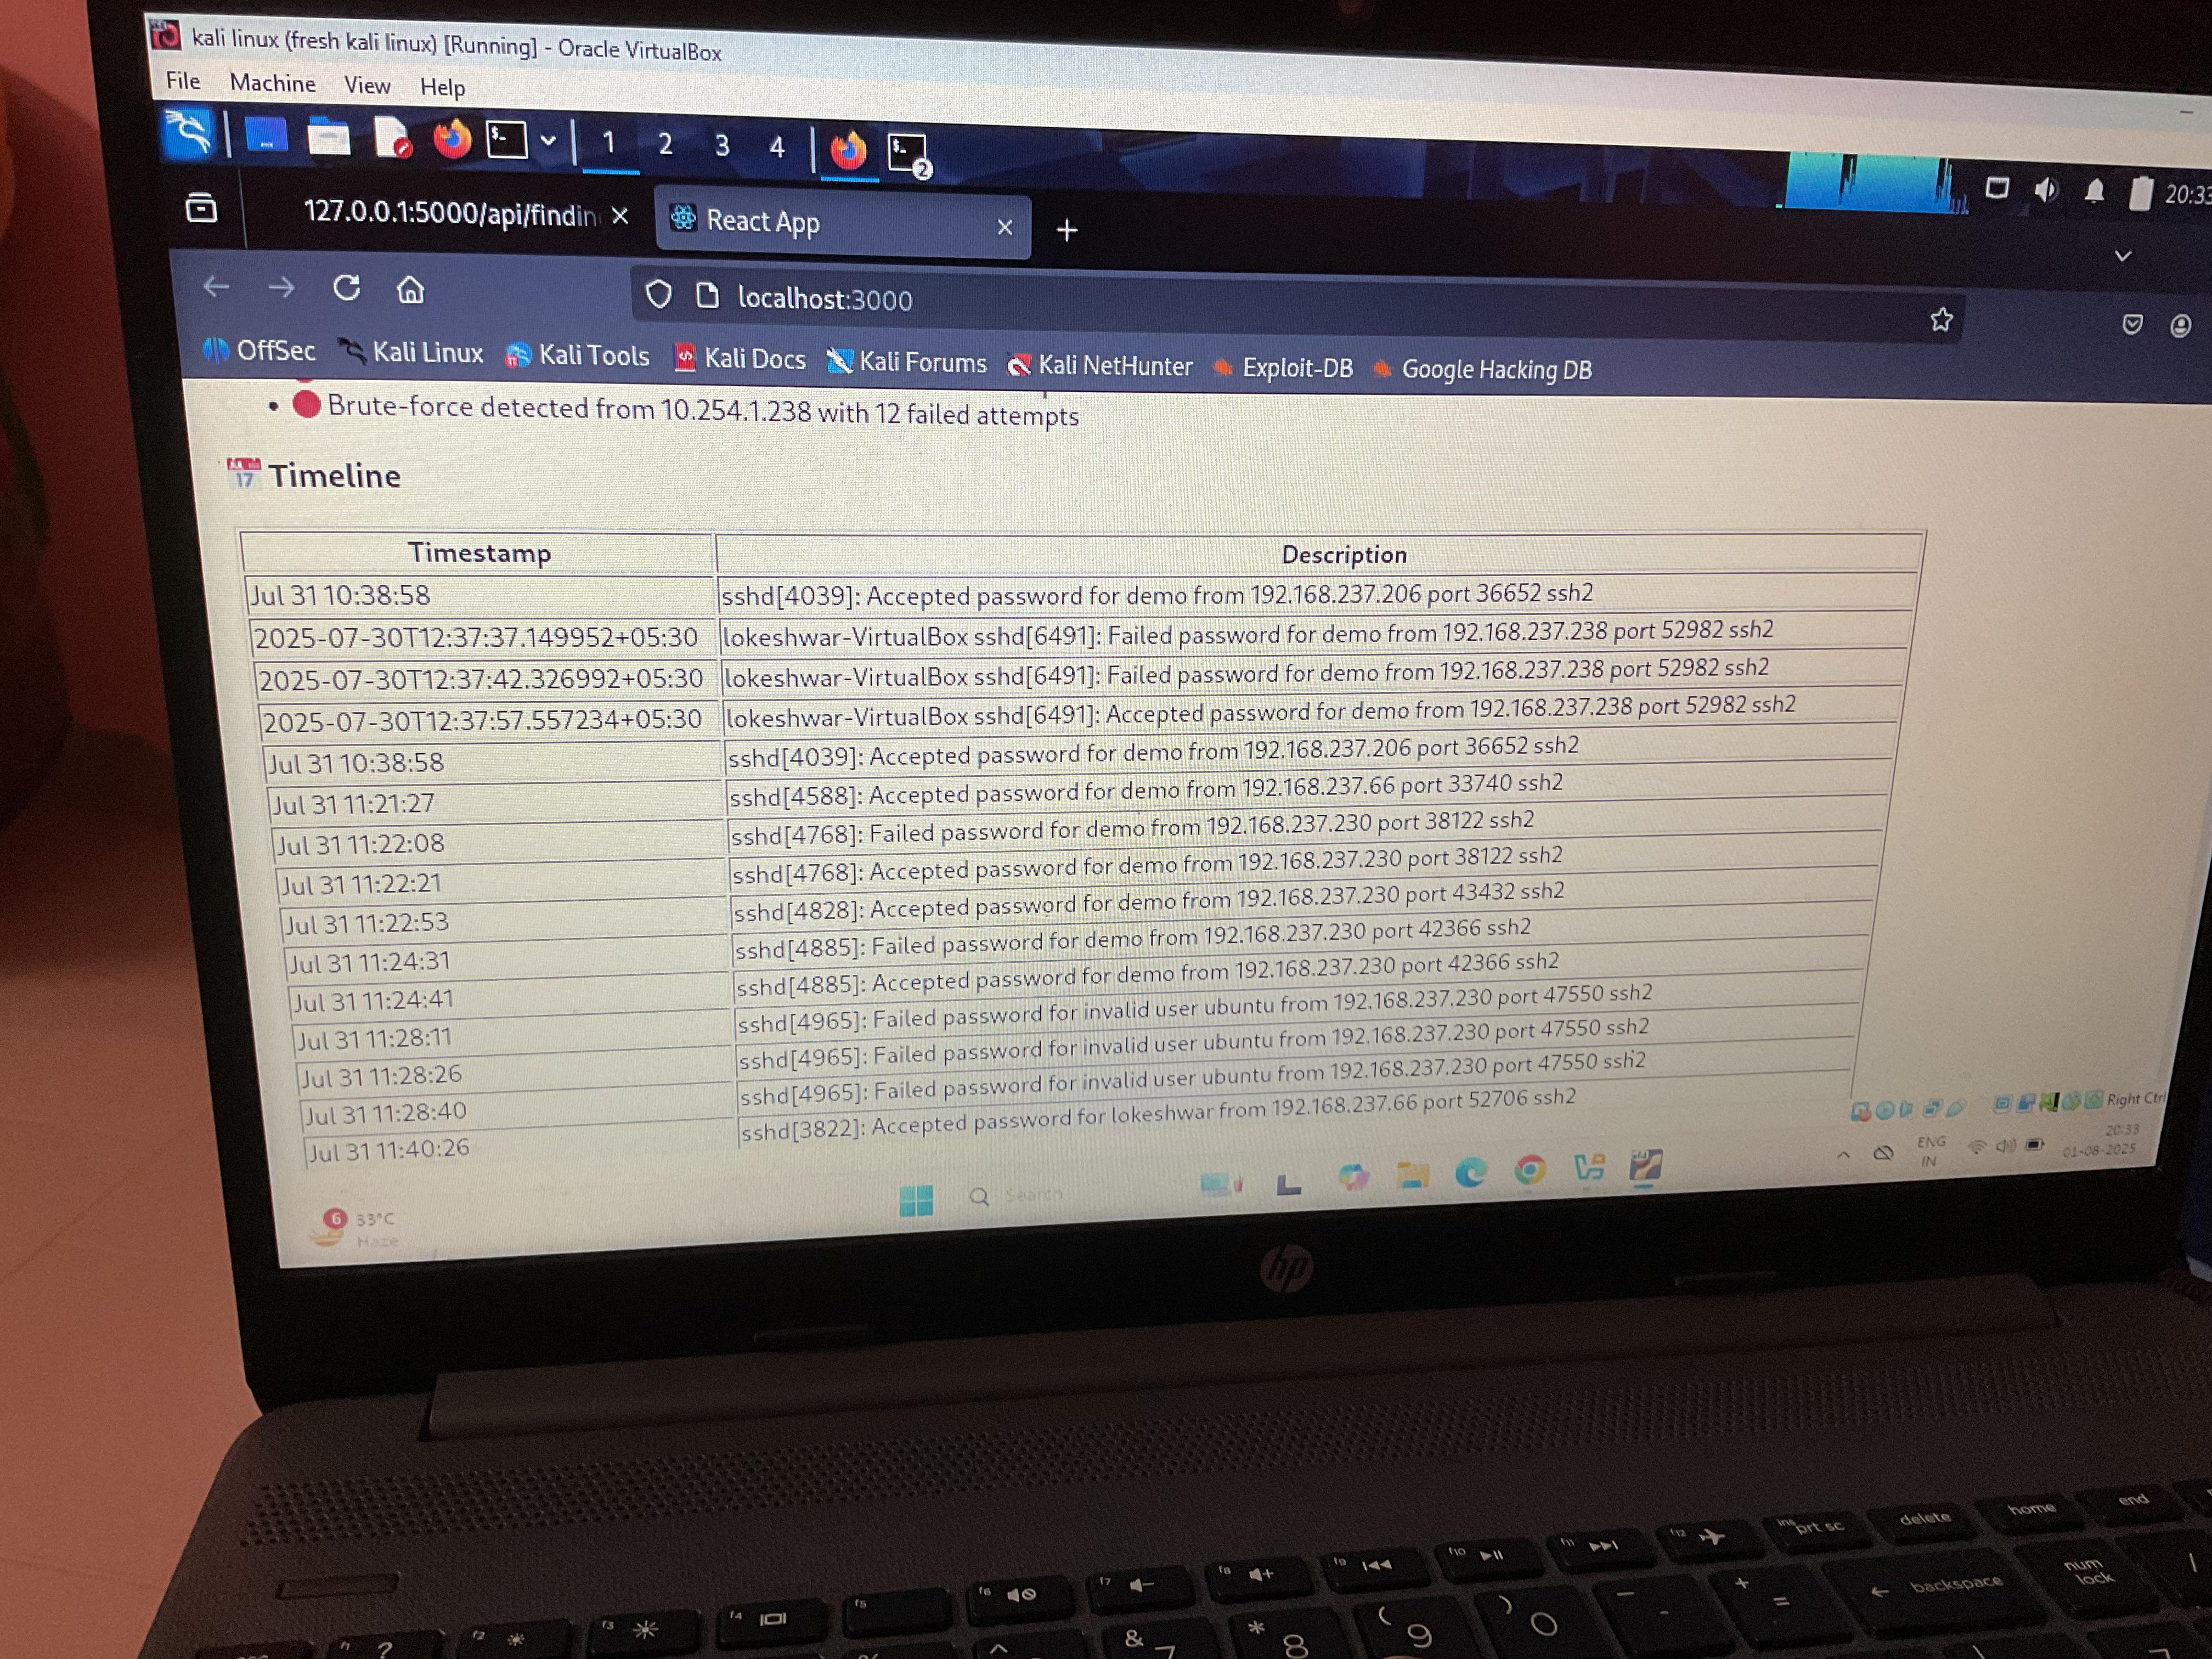 kali linux (fresh kali linux) [Running] - Oracle VirtualBox
File Machine View Help
1 2 3 4 2 20:33
127.0.0.1:5000/api/findin React App
localhost:3000
OffSec Kali Linux Kali Tools Kali Docs Kali Forums Kali NetHunter Exploit-DB Google Hacking DB
• Brute-force detected from 10.254.1.238 with 12 failed attempts
17 Timeline
Timestamp Description
Jul 31 10:38:58 sshd[4039]: Accepted password for demo from 192.168.237.206 port 36652 ssh2
2025-07-30T12:37:37.149952+05:30 lokeshwar-VirtualBox sshd[6491]: Failed password for demo from 192.168.237.238 port 52982 ssh2
2025-07-30T12:37:42.326992+05:30 lokeshwar-VirtualBox sshd[6491]: Failed password for demo from 192.168.237.238 port 52982 ssh2
2025-07-30T12:37:57.557234+05:30 lokeshwar-VirtualBox sshd[6491]: Accepted password for demo from 192.168.237.238 port 52982 ssh2
Jul 31 10:38:58 sshd[4039]: Accepted password for demo from 192.168.237.206 port 36652 ssh2
Jul 31 11:21:27 sshd[4588]: Accepted password for demo from 192.168.237.66 port 33740 ssh2
Jul 31 11:22:08 sshd[4768]: Failed password for demo from 192.168.237.230 port 38122 ssh2
Jul 31 11:22:21 sshd[4768]: Accepted password for demo from 192.168.237.230 port 38122 ssh2
Jul 31 11:22:53 sshd[4828]: Accepted password for demo from 192.168.237.230 port 43432 ssh2
Jul 31 11:24:31 sshd[4885]: Failed password for demo from 192.168.237.230 port 42366 ssh2
Jul 31 11:24:41 sshd[4885]: Accepted password for demo from 192.168.237.230 port 42366 ssh2
Jul 31 11:28:11 sshd[4965]: Failed password for invalid user ubuntu from 192.168.237.230 port 47550 ssh2
Jul 31 11:28:26 sshd[4965]: Failed password for invalid user ubuntu from 192.168.237.230 port 47550 ssh2
Jul 31 11:28:40 sshd[4965]: Failed password for invalid user ubuntu from 192.168.237.230 port 47550 ssh2
Jul 31 11:40:26 sshd[3822]: Accepted password for lokeshwar from 192.168.237.66 port 52706 ssh2
Right Ctrl
6 33°C
Haze
Search
ENG
IN
20:33
01-08-2025
hp
f1 ? f2 f3 f4 f5 f6 f7 f8 f9 f10 f11 f12 ins prt sc delete home end
^ & 7 * 8 ( 9 ) 0 _ - + = backspace num lock